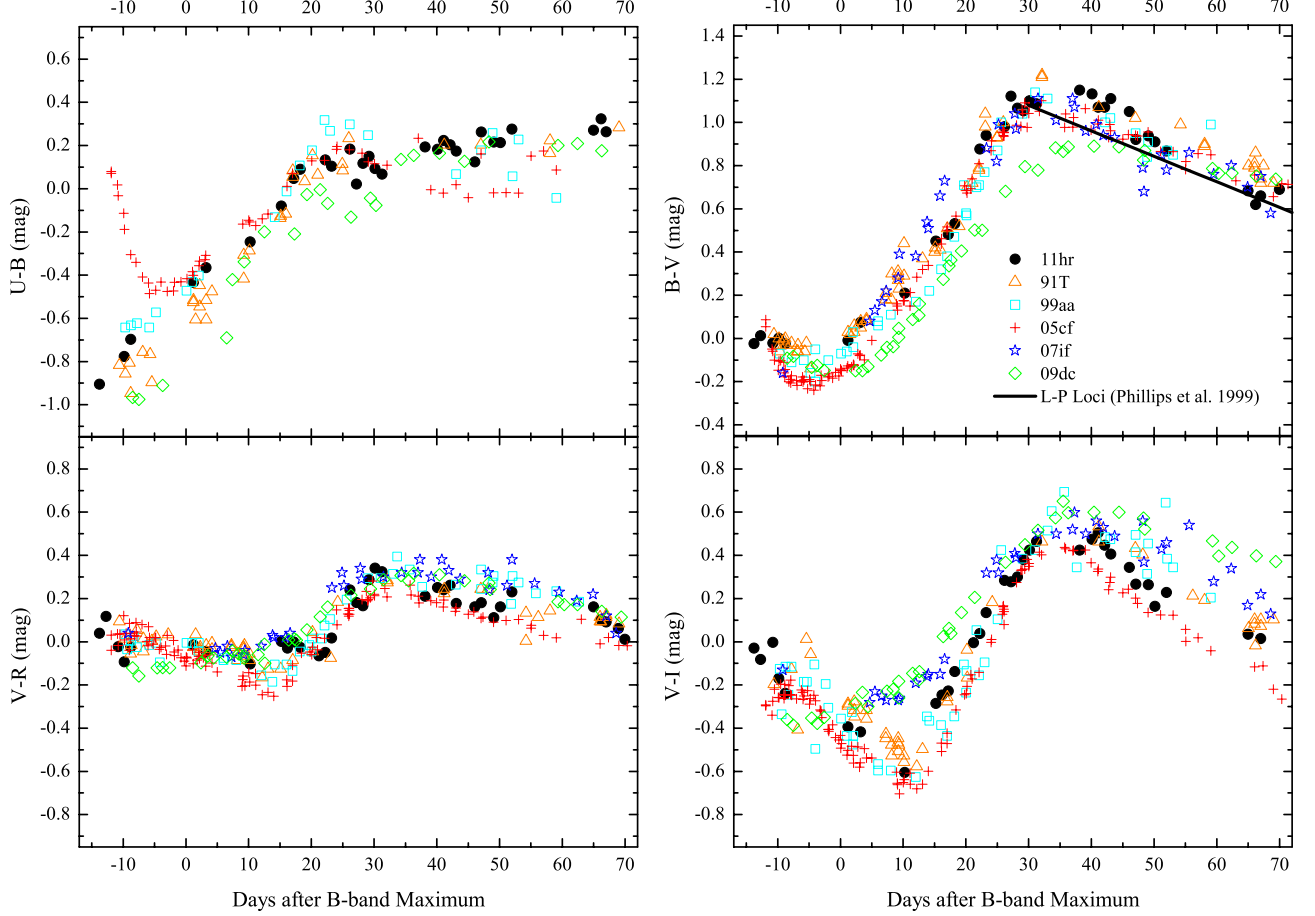 -10 0 10 20 30 40 50 60 70
-10 0 10 20 30 40 50 60 70
0.6
0.4
0.2
0.0
-0.2
-0.4
-0.6
-0.8
-1.0
U-B (mag)
1.4
1.2
1.0
0.8
0.6
0.4
0.2
0.0
-0.2
-0.4
B-V (mag)
11hr
91T
99aa
05cf
07if
09dc
L-P Loci (Phillips et al. 1999)
0.8
0.6
0.4
0.2
0.0
-0.2
-0.4
-0.6
-0.8
V-R (mag)
0.8
0.6
0.4
0.2
0.0
-0.2
-0.4
-0.6
-0.8
V-I (mag)
-10 0 10 20 30 40 50 60 70
-10 0 10 20 30 40 50 60 70
Days after B-band Maximum
Days after B-band Maximum